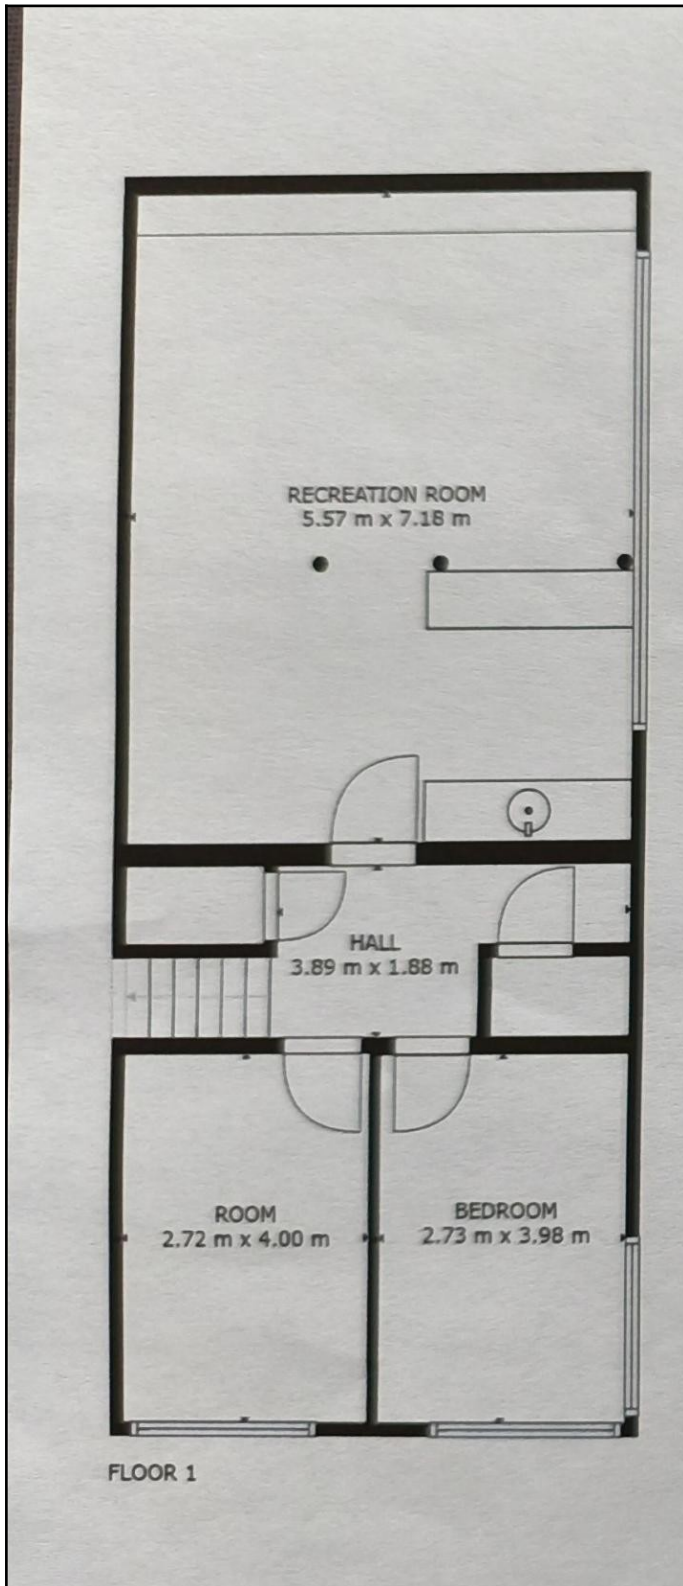 RECREATION ROOM
5.57 m x 7.18 m
HALL
3.89 m x 1.88 m
ROOM
2.72 m x 4.00 m
BEDROOM
2.73 m x 3.98 m
FLOOR 1